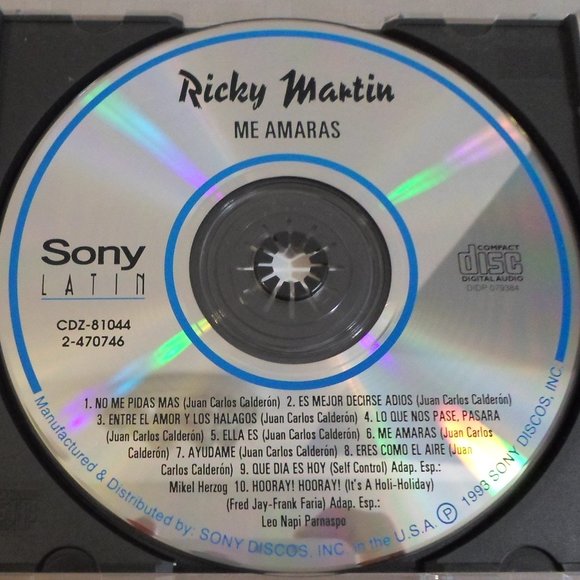 Ricky Martin
ME AMARAS
Sony
LATIN
COMPACT
disc
DIGITAL AUDIO
DIDP 079384
CDZ-81044
2-470746
1. NO ME PIDAS MAS (Juan Carlos Calderón) 2. ES MEJOR DECIRSE ADIOS (Juan Carlos Calderón)
3. ENTRE EL AMOR Y LOS HALAGOS (Juan Carlos Calderón) 4. LO QUE NOS PASE, PASARA
(Juan Carlos Calderón) 5. ELLA ES (Juan Carlos Calderón) 6. ME AMARAS (Juan Carlos
Calderón) 7. AYUDAME (Juan Carlos Calderón) 8. ERES COMO EL AIRE (Juan
Carlos Calderón) 9. QUE DIA ES HOY (Self Control) Adap. Esp.:
Mikel Herzog 10. HOORAY! HOORAY! (It's A Holi-Holiday)
(Fred Jay-Frank Faria) Adap. Esp.:
Leo Napi Parnaspo
Manufactured & Distributed by: SONY DISCOS, INC. in the U.S.A. Ⓟ 1993 SONY DISCOS, INC.